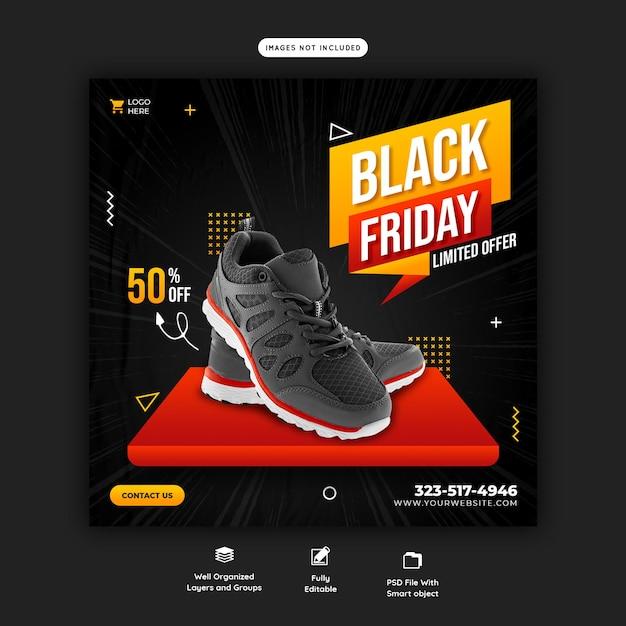 IMAGES NOT INCLUDED
LOGO
HERE
BLACK
FRIDAY
LIMITED OFFER
50% OFF
CONTACT US
323-517-4946
WWW.YOURWEBSITE.COM
Well Organized
Layers and Groups
Fully
Editable
PSD File With
Smart object